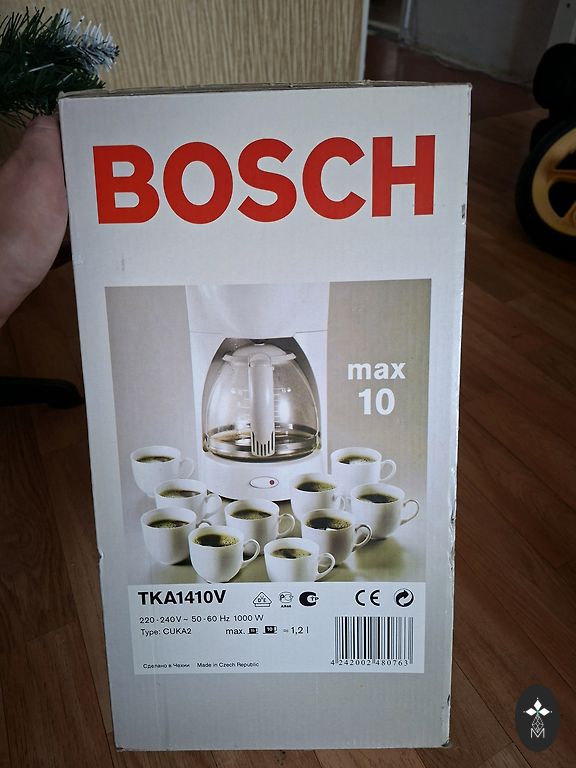 BOSCH
max
10
TKA1410V
220-240V ~ 50-60 Hz 1000 W
Type: CUKA2
max.
≈ 1,2 l
Сделано в Чехии Made in Czech Republic
4 242002 480763